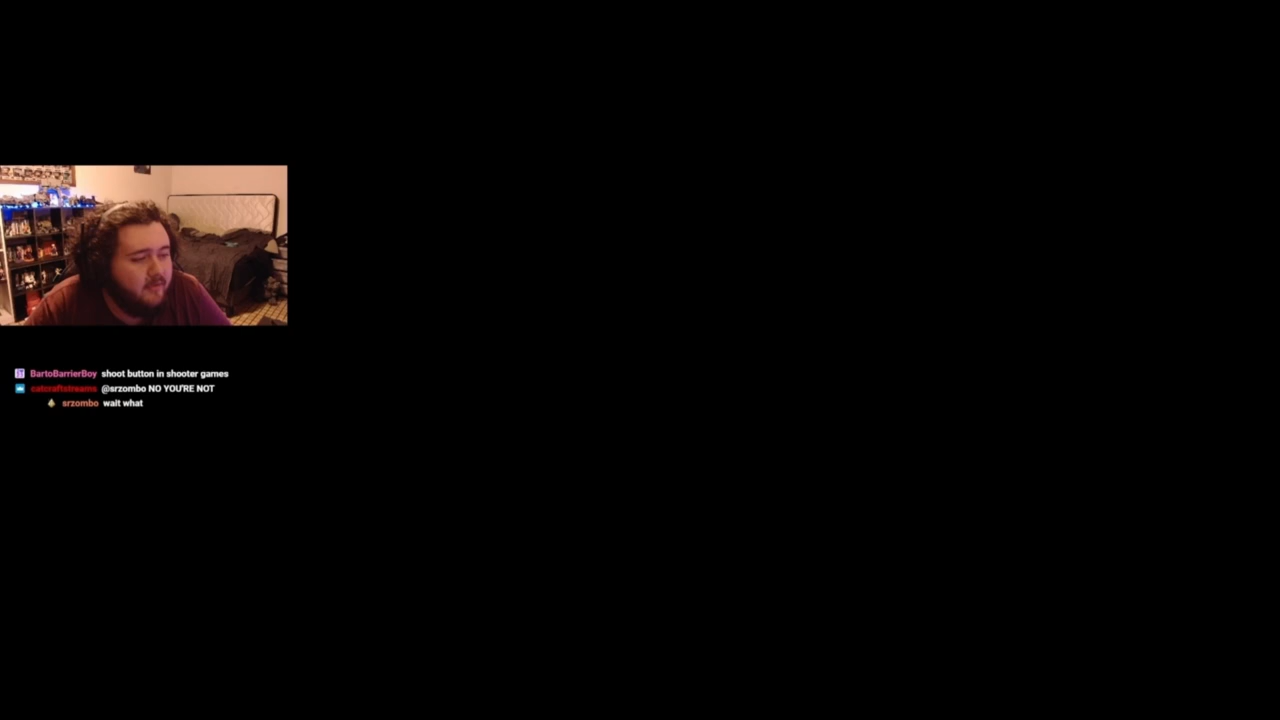 BartoBarrierBoy shoot button in shooter games
catcraftstreams @srzombo NO YOU'RE NOT
srzombo wait what